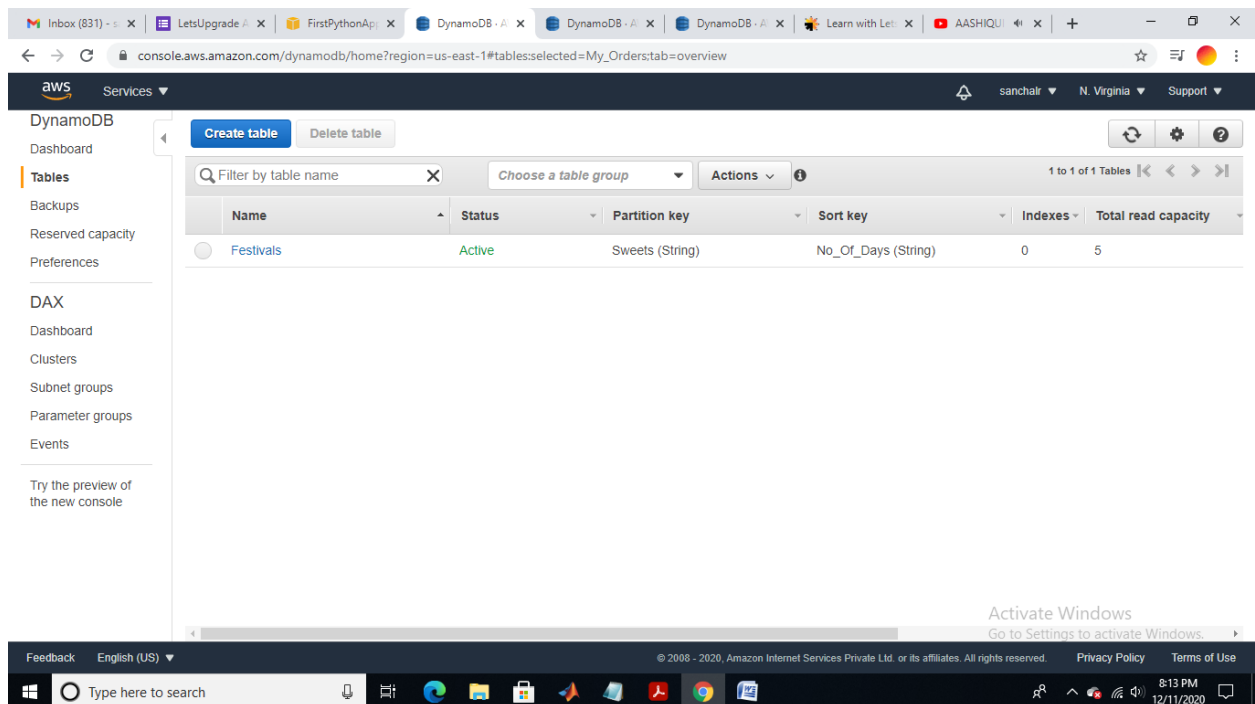 Inbox (831) - s LetsUpgrade A FirstPythonApp DynamoDB · A DynamoDB · A DynamoDB · A Learn with Let AASHIQUI
console.aws.amazon.com/dynamodb/home?region=us-east-1#tables:selected=My_Orders;tab=overview
aws Services sanchalr N. Virginia Support
DynamoDB
Dashboard
Tables
Backups
Reserved capacity
Preferences
DAX
Dashboard
Clusters
Subnet groups
Parameter groups
Events
Try the preview of
the new console
Create table Delete table
Filter by table name Choose a table group Actions 1 to 1 of 1 Tables
Name Status Partition key Sort key Indexes Total read capacity
Festivals Active Sweets (String) No_Of_Days (String) 0 5
Activate Windows
Go to Settings to activate Windows.
Feedback English (US) © 2008 - 2020, Amazon Internet Services Private Ltd. or its affiliates. All rights reserved. Privacy Policy Terms of Use
Type here to search
8:13 PM
12/11/2020